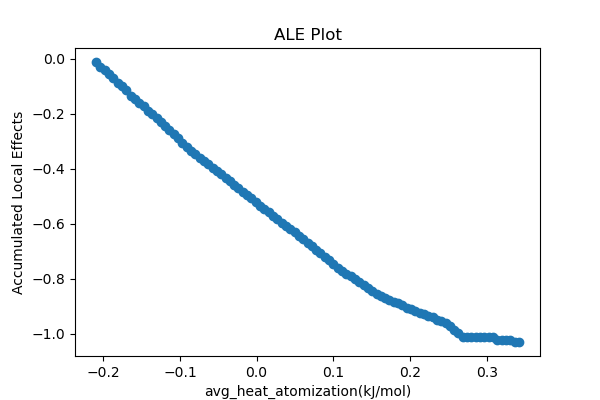 ALE Plot
Accumulated Local Effects
0.0
−0.2
−0.4
−0.6
−0.8
−1.0
−0.2 −0.1 0.0 0.1 0.2 0.3
avg_heat_atomization(kJ/mol)